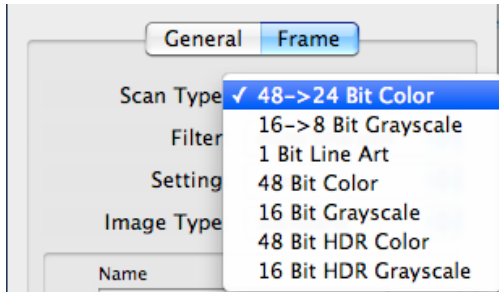 General Frame
Scan Type ✓ 48->24 Bit Color
16->8 Bit Grayscale
Filter
1 Bit Line Art
Setting
48 Bit Color
16 Bit Grayscale
Image Type
48 Bit HDR Color
Name
16 Bit HDR Grayscale